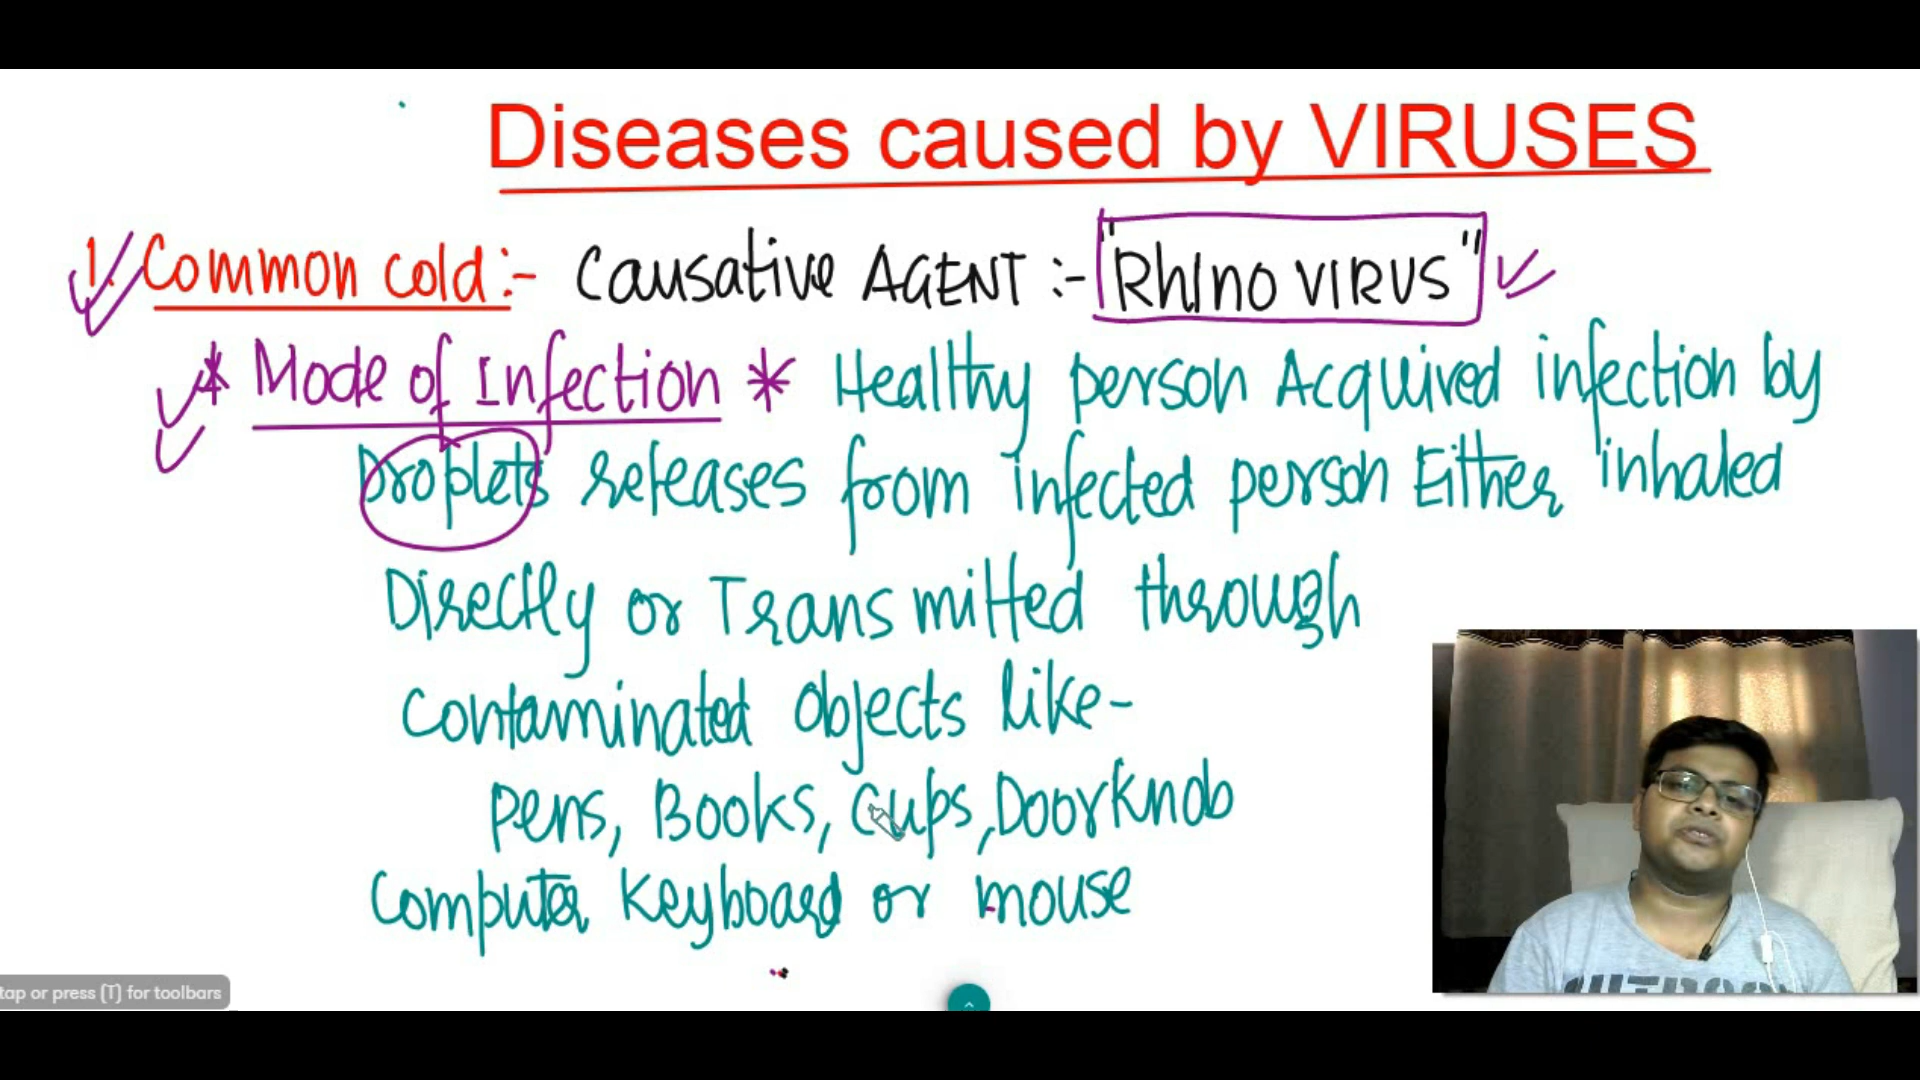 Diseases caused by VIRUSES
1. Common cold:- Causative AGENT :- "Rhino VIRUS"
* Mode of Infection * Healthy person Acquired infection by
Droplets releases from infected person Either inhaled
Directly or Transmitted through
Contaminated objects like-
Pens, Books, Cups, Doorknob
Computer Keyboard or mouse
tap or press (T) for toolbars
OUTDOOR